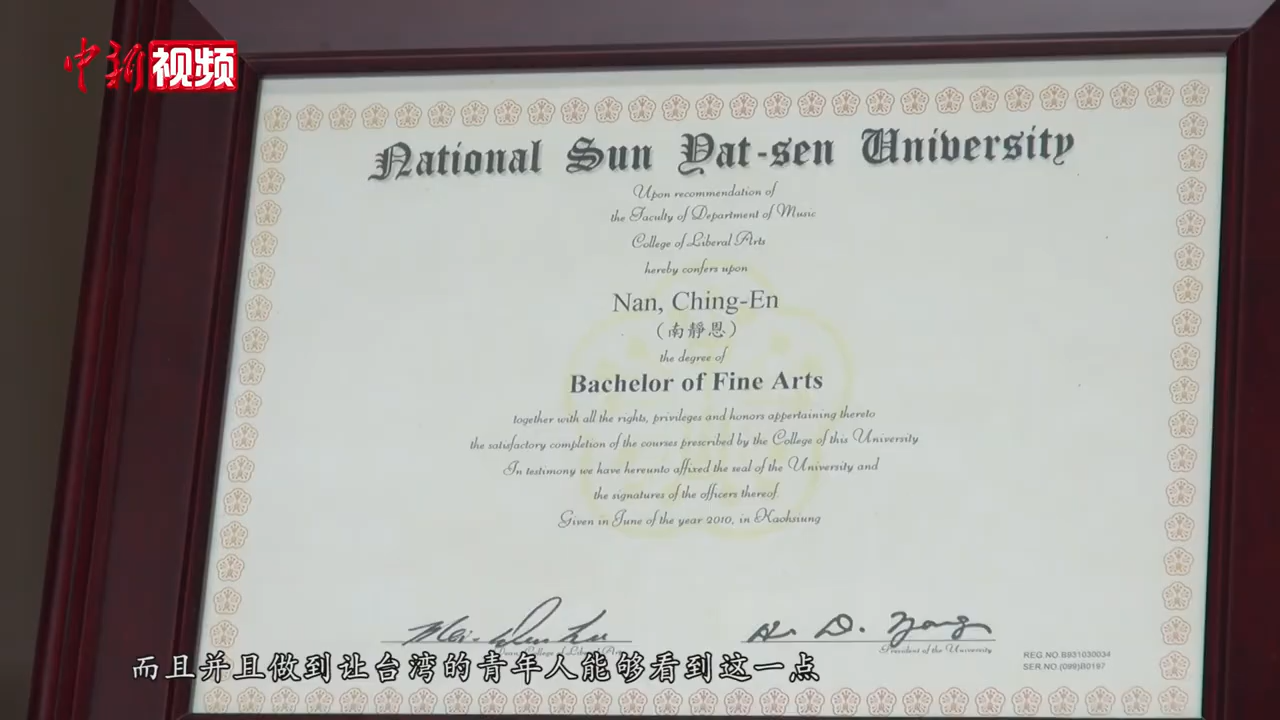 中新视频
National Sun Yat-sen University
Upon recommendation of
the Faculty of Department of Music
College of Liberal Arts
hereby confers upon
Nan, Ching-En
(南靜恩)
the degree of
Bachelor of Fine Arts
together with all the rights, privileges and honors appertaining thereto
the satisfactory completion of the courses prescribed by the College of this University
In testimony we have hereunto affixed the seal of the University and
the signatures of the officers thereof.
Given in June of the year 2010, in Kaohsiung
College of Liberal Arts
President of the University
REG.NO.B931030034
SER.NO.(099)B0197
而且并且做到让台湾的青年人能够看到这一点